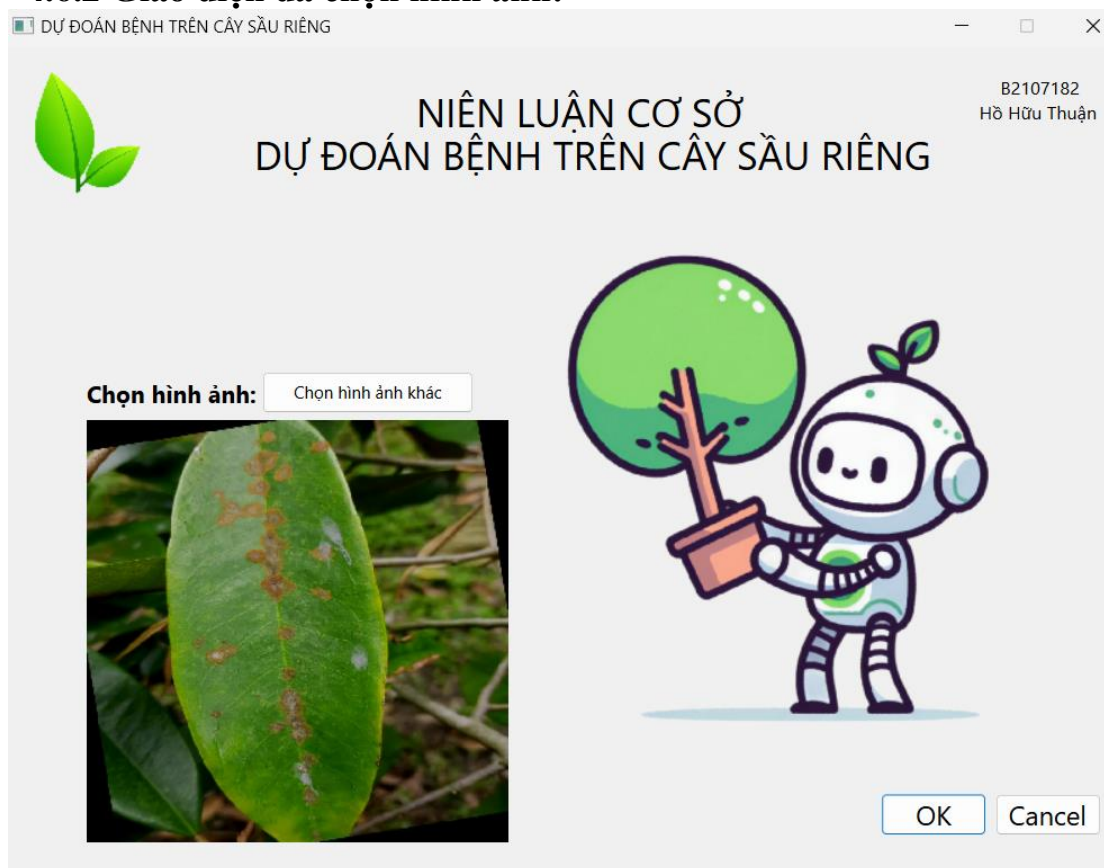 DỰ ĐOÁN BỆNH TRÊN CÂY SẦU RIÊNG
B2107182
Hồ Hữu Thuận
NIÊN LUẬN CƠ SỞ
DỰ ĐOÁN BỆNH TRÊN CÂY SẦU RIÊNG
Chọn hình ảnh: Chọn hình ảnh khác
OK Cancel